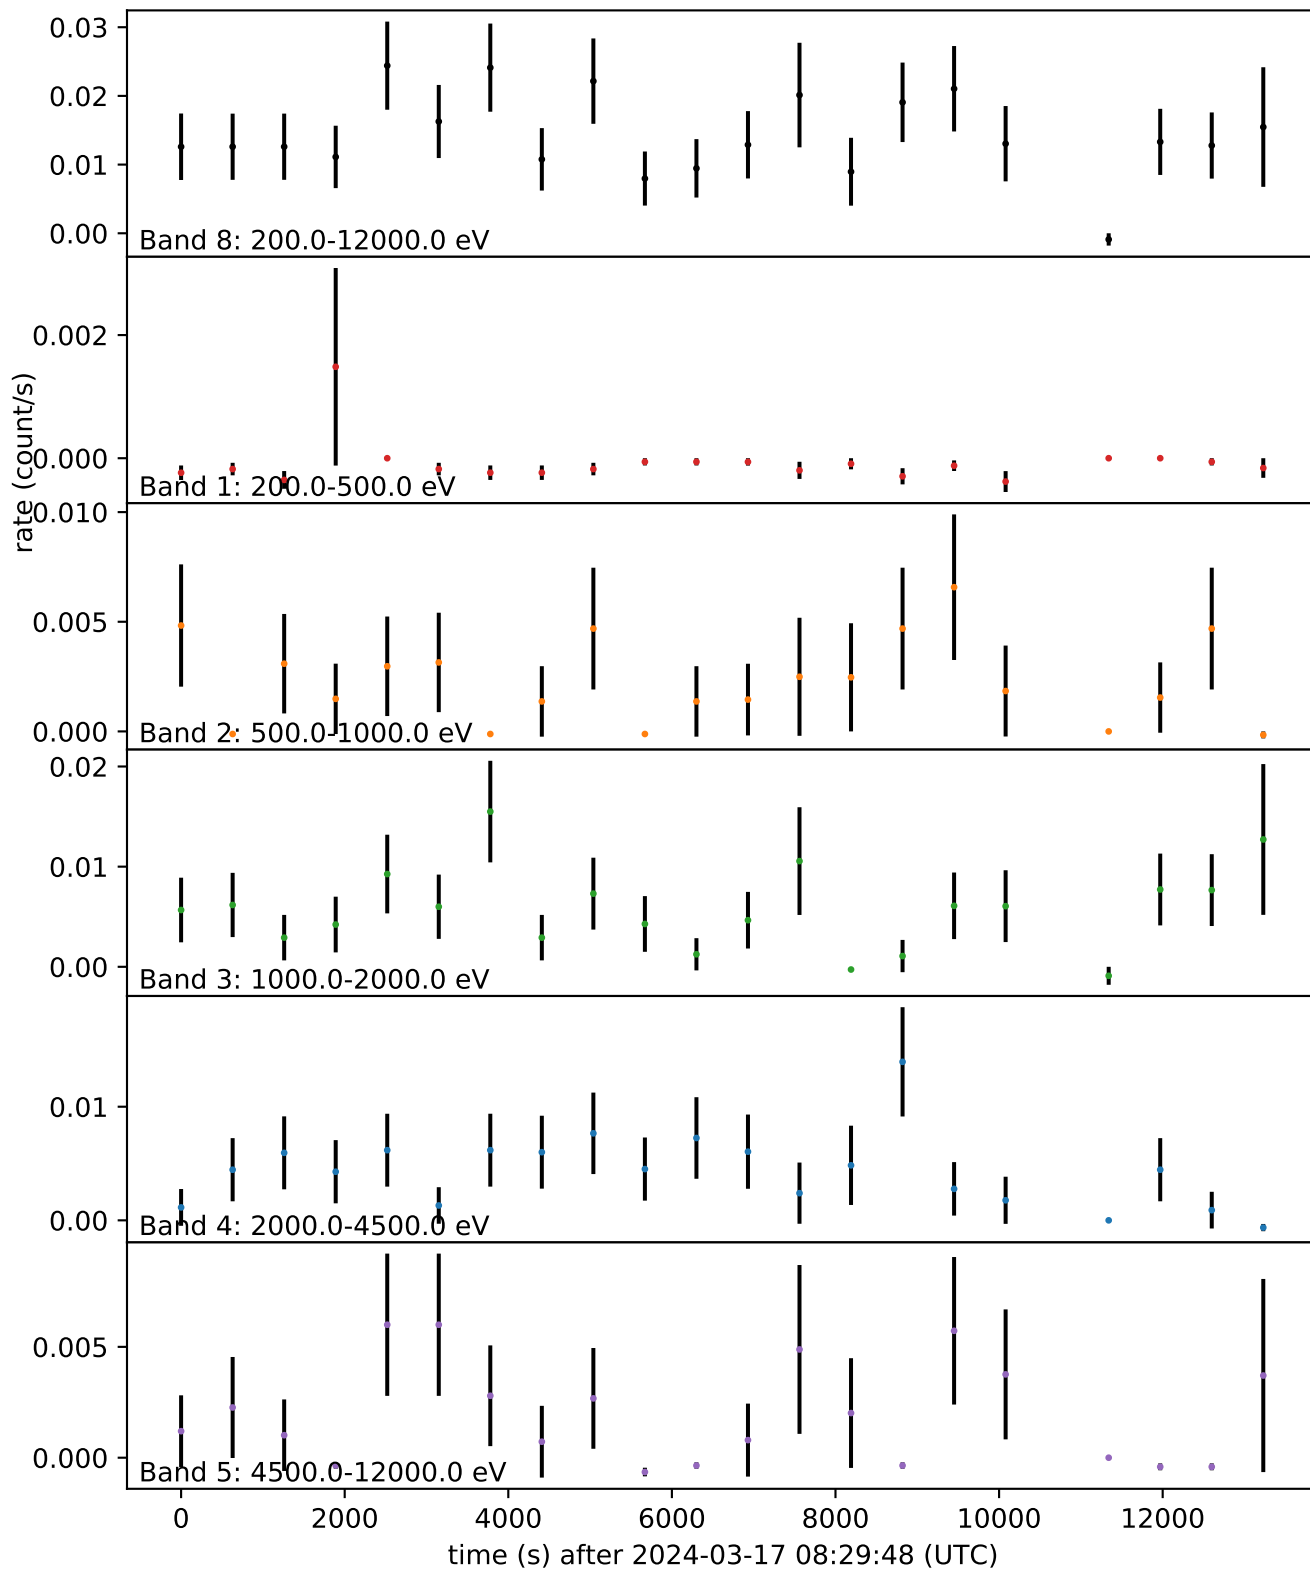 0.03
0.02
0.01
0.00
Band 8: 200.0-12000.0 eV
0.002
0.000
Band 1: 200.0-500.0 eV
rate (count/s)
0.010
0.005
0.000
Band 2: 500.0-1000.0 eV
0.02
0.01
0.00
Band 3: 1000.0-2000.0 eV
0.01
0.00
Band 4: 2000.0-4500.0 eV
0.005
0.000
Band 5: 4500.0-12000.0 eV
0 2000 4000 6000 8000 10000 12000
time (s) after 2024-03-17 08:29:48 (UTC)